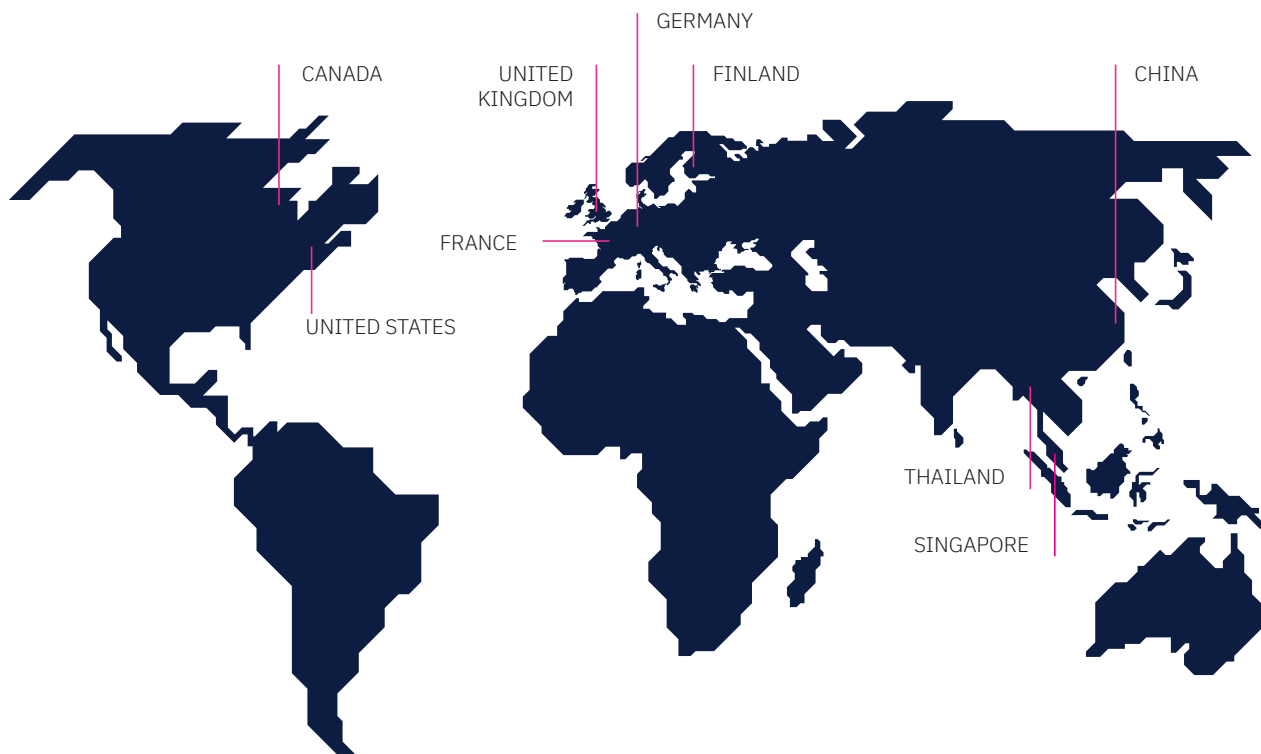 GERMANY
CANADA
UNITED
KINGDOM
FINLAND
CHINA
FRANCE
UNITED STATES
THAILAND
SINGAPORE